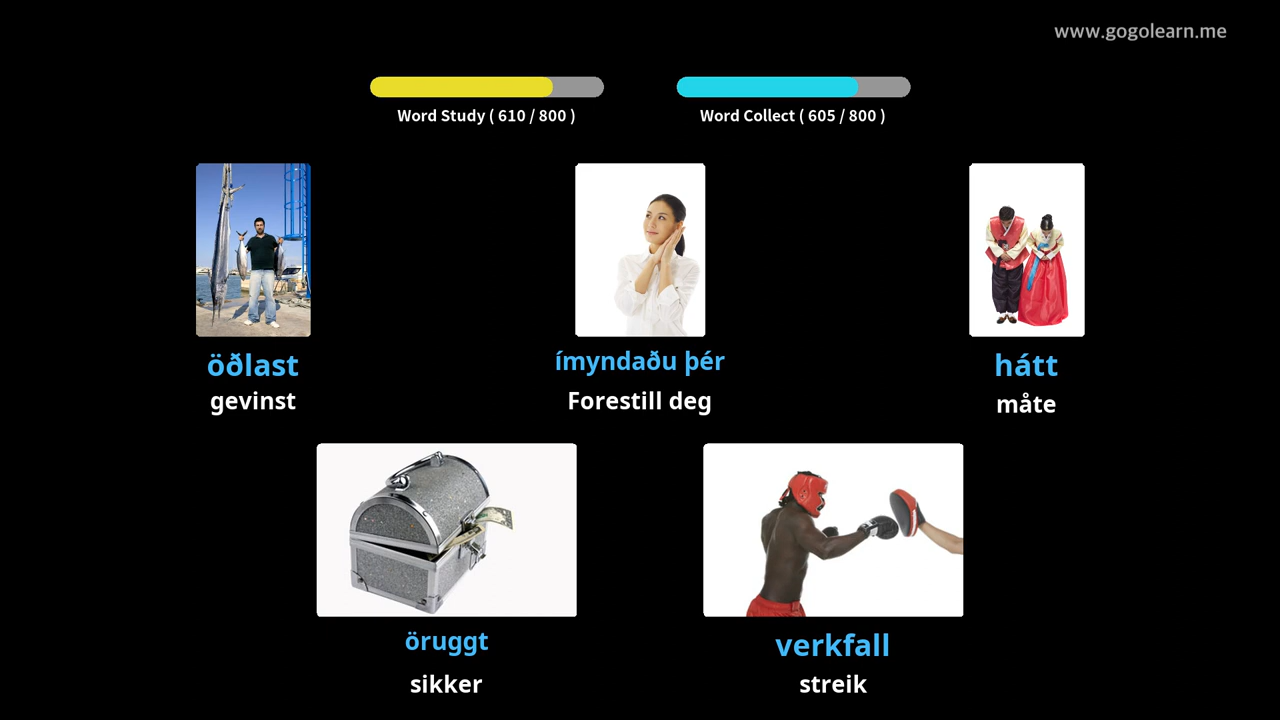 www.gogolearn.me
Word Study ( 610 / 800 )
Word Collect ( 605 / 800 )
öðlast
gevinst
ímyndaðu þér
Forestill deg
hátt
måte
öruggt
sikker
verkfall
streik